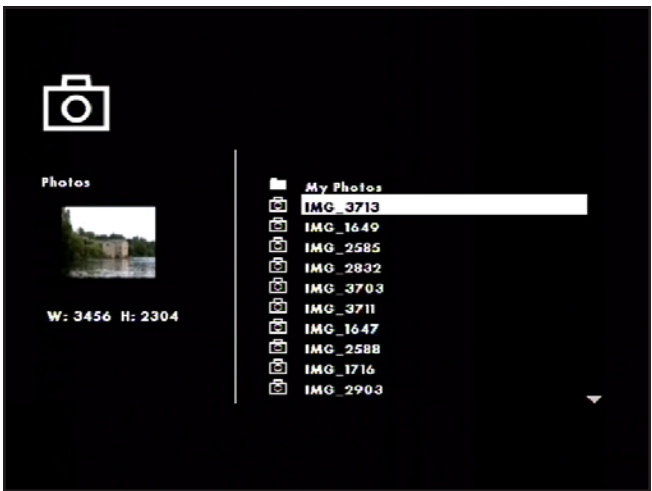 Photos
W: 3456 H: 2304
My Photos
IMG_3713
IMG_1649
IMG_2585
IMG_2832
IMG_3703
IMG_3711
IMG_1647
IMG_2588
IMG_1716
IMG_2903